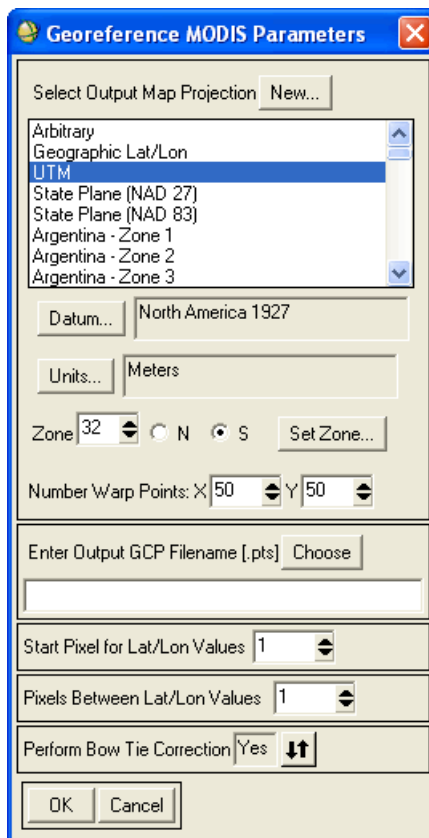 Georeference MODIS Parameters
Select Output Map Projection New...
Arbitrary
Geographic Lat/Lon
UTM
State Plane (NAD 27)
State Plane (NAD 83)
Argentina - Zone 1
Argentina - Zone 2
Argentina - Zone 3
Datum... North America 1927
Units... Meters
Zone 32 N S Set Zone...
Number Warp Points: X 50 Y 50
Enter Output GCP Filename [.pts] Choose
Start Pixel for Lat/Lon Values 1
Pixels Between Lat/Lon Values 1
Perform Bow Tie Correction Yes
OK Cancel